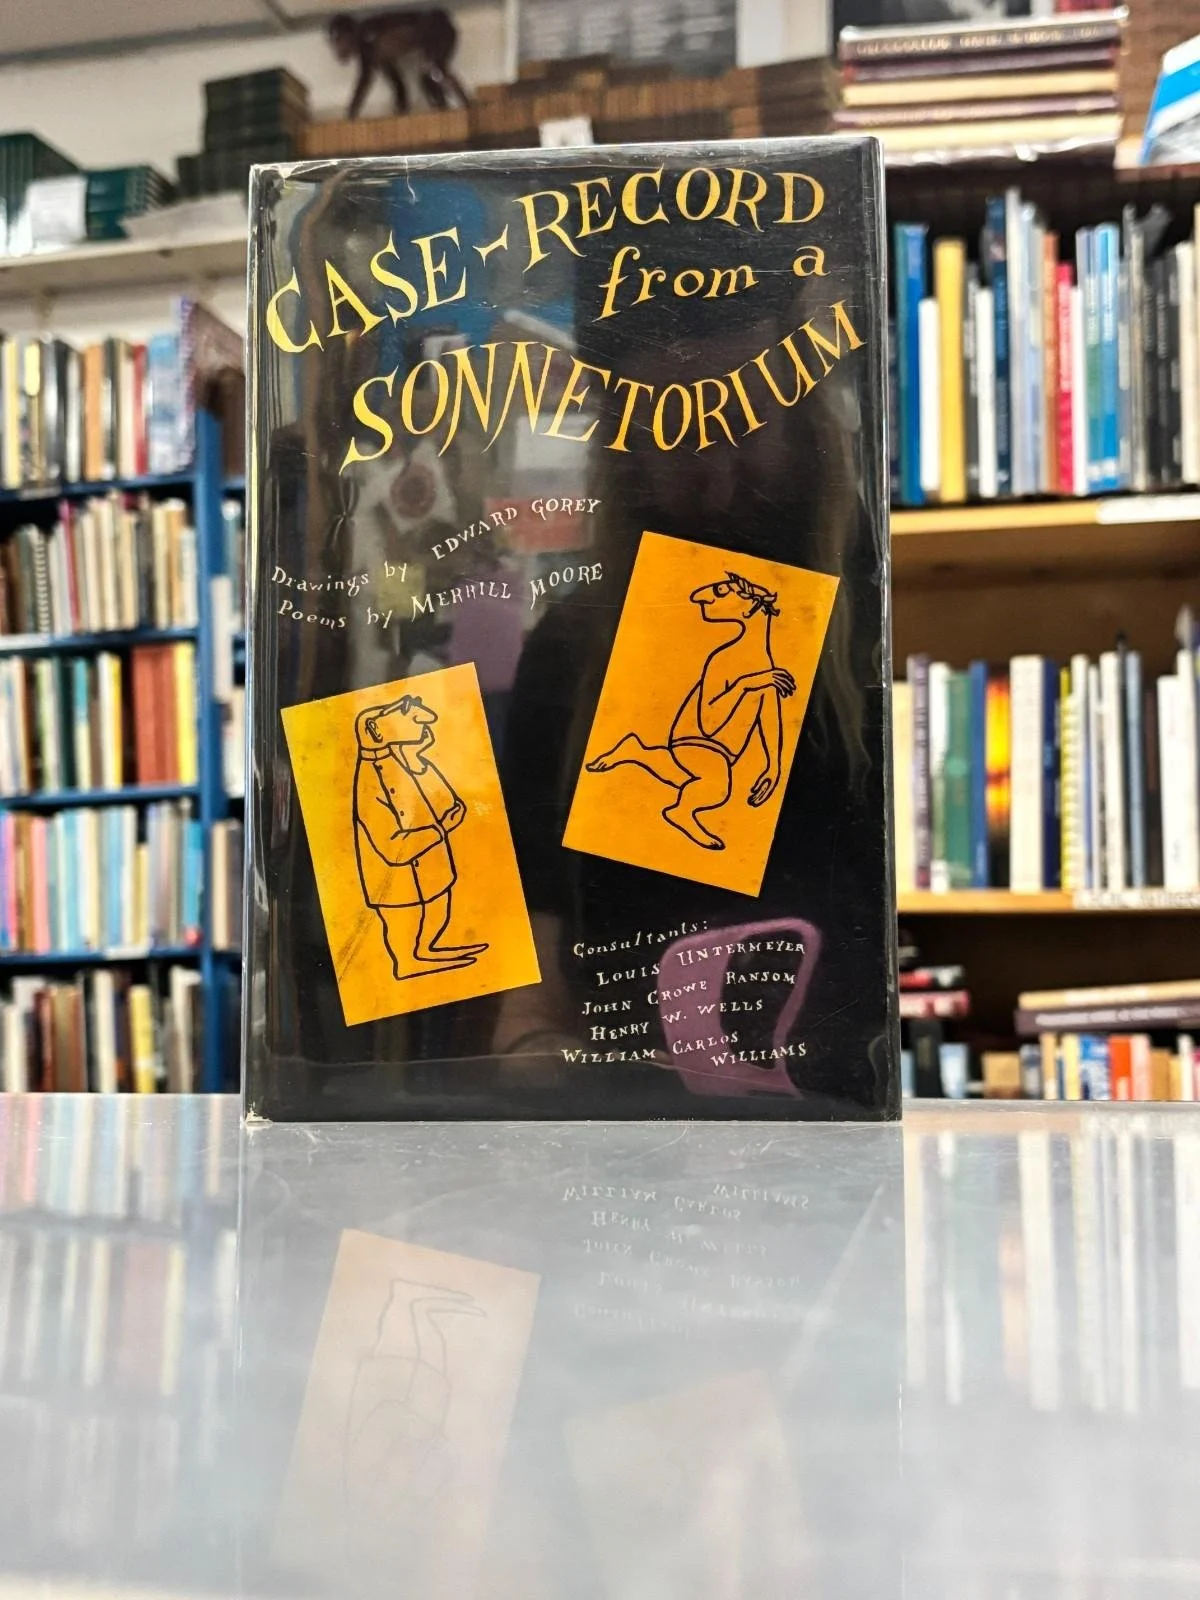 CASE-RECORD
from a
SONNETORIUM
Drawings by EDWARD GOREY
Poems by MERRILL MOORE
Consultants:
LOUIS UNTERMEYER
JOHN CROWE RANSOM
HENRY W. WELLS
WILLIAM CARLOS
WILLIAMS